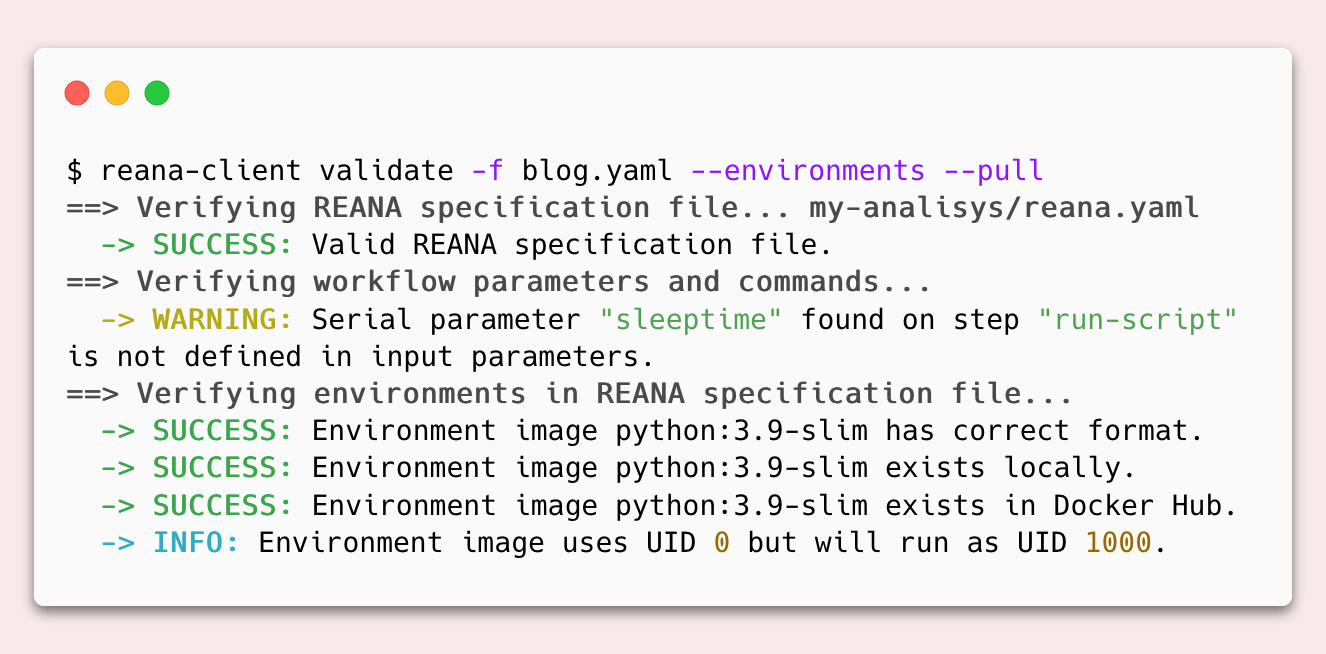 $ reana-client validate -f blog.yaml --environments --pull
==> Verifying REANA specification file... my-analisys/reana.yaml
  -> SUCCESS: Valid REANA specification file.
==> Verifying workflow parameters and commands...
  -> WARNING: Serial parameter "sleeptime" found on step "run-script"
is not defined in input parameters.
==> Verifying environments in REANA specification file...
  -> SUCCESS: Environment image python:3.9-slim has correct format.
  -> SUCCESS: Environment image python:3.9-slim exists locally.
  -> SUCCESS: Environment image python:3.9-slim exists in Docker Hub.
  -> INFO: Environment image uses UID 0 but will run as UID 1000.